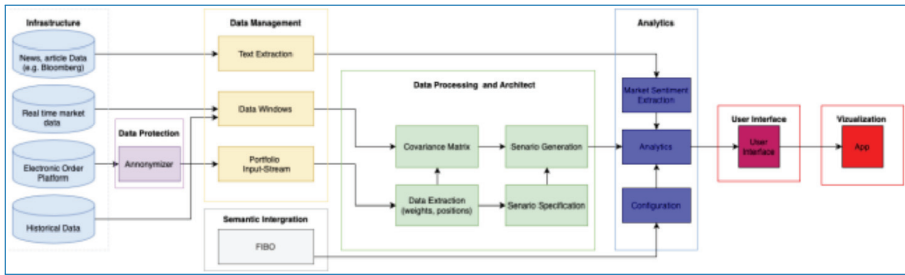 Infrastructure
News, article Data
(e.g. Bloomberg)
Real time market
data
Electronic Order
Platform
Historical Data
Data Protection
Annonymizer
Data Management
Text Extraction
Data Windows
Portfolio
Input-Stream
Semantic Intergration
FIBO
Data Processing and Architect
Covariance Matrix
Senario Generation
Data Extraction
(weights, positions)
Senario Specification
Analytics
Market Sentiment
Extraction
Analytics
Configuration
User Interface
User
Interface
Vizualization
App